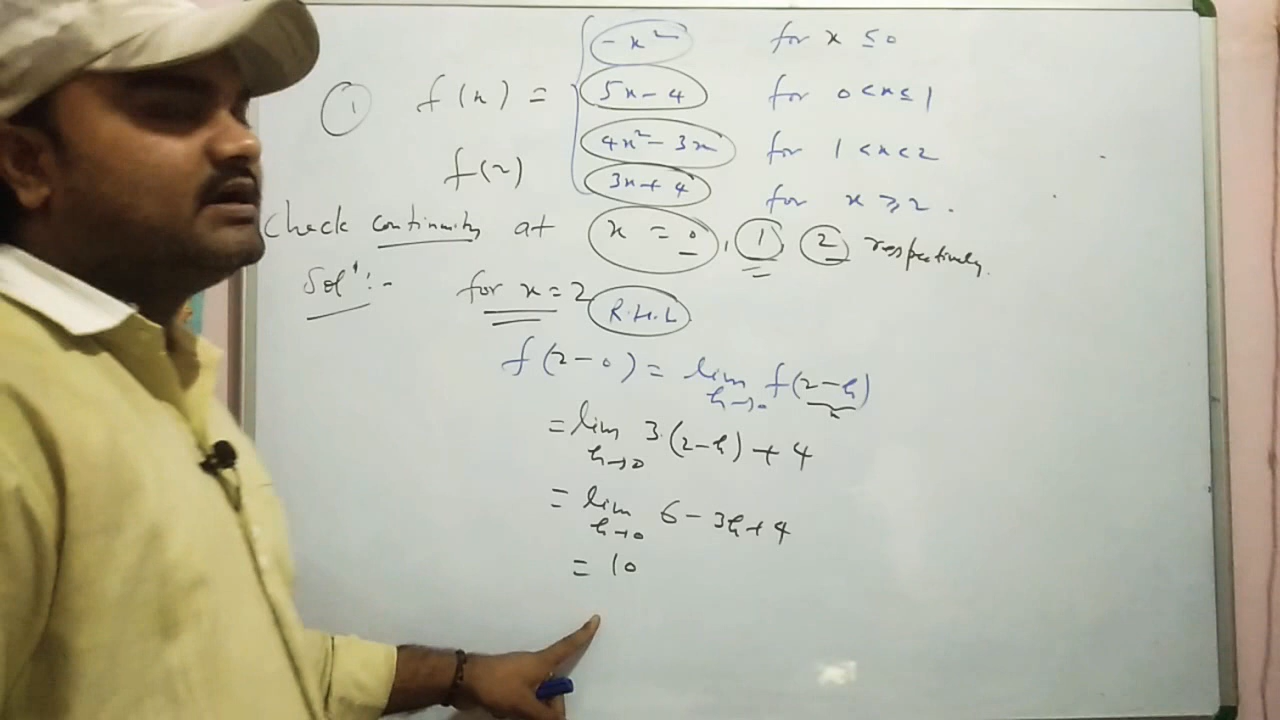 ① f(x) = { -x² for x ≤ 0
5x-4 for 0 < x ≤ 1
4x² - 3x for 1 < x < 2
3x + 4 for x ≥ 2.
f(2)
Check continuity at x = 0, 1 2 respectively.
Solⁿ:- for x = 2 R.H.L
f(2-0) = lim h→0 f(2-h)
= lim h→0 3.(2-h) + 4
= lim h→0 6 - 3h + 4
= 10